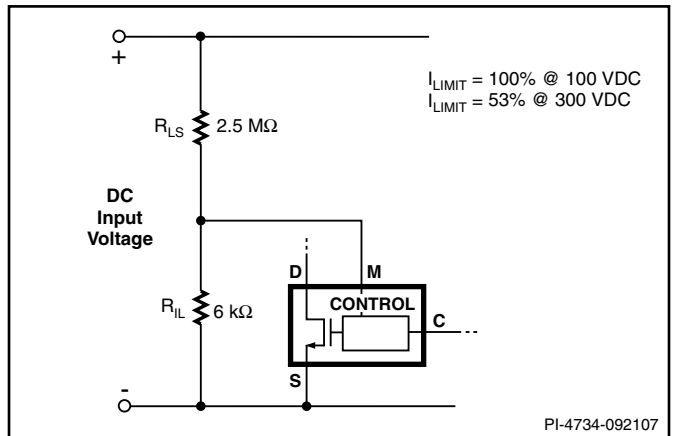 +
I_LIMIT = 100% @ 100 VDC
I_LIMIT = 53% @ 300 VDC
R_LS 2.5 MΩ
DC
Input
Voltage
D M
R_IL 6 kΩ
CONTROL
C
S
-
PI-4734-092107